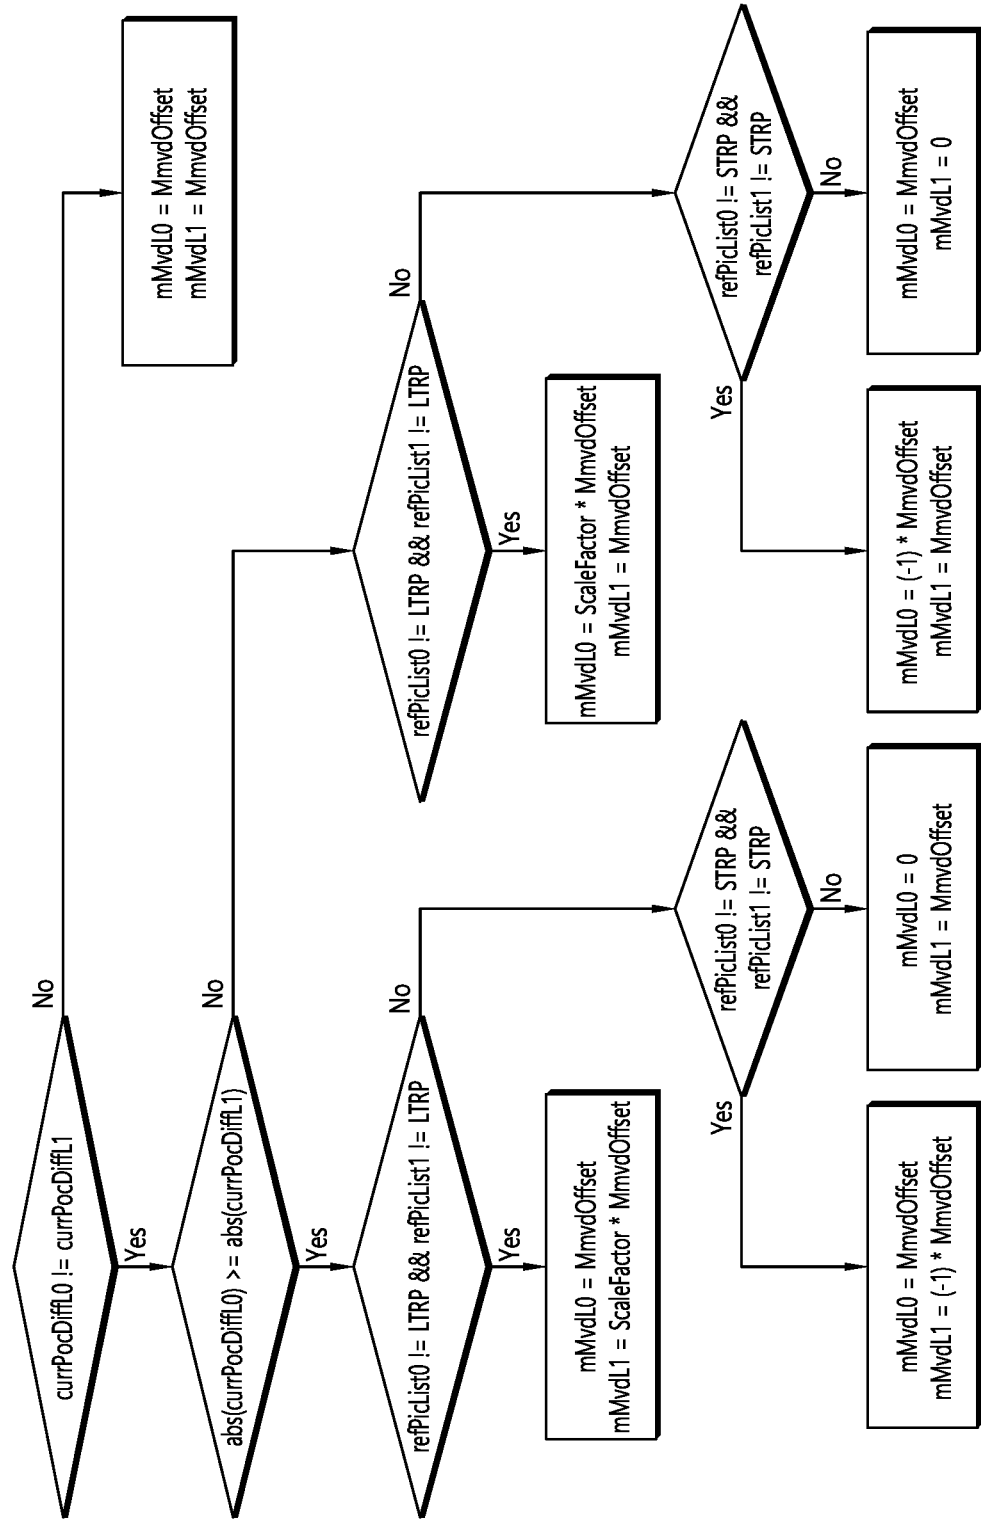 currPocDiffL0 != currPocDiffL1
No
Yes
mMvdL0 = MmvdOffset
mMvdL1 = MmvdOffset
abs(currPocDiffL0) >= abs(currPocDiffL1)
No
Yes
refPicList0 != LTRP && refPicList1 != LTRP
No
Yes
refPicList0 != LTRP && refPicList1 != LTRP
No
Yes
mMvdL0 = MmvdOffset
mMvdL1 = ScaleFactor * MmvdOffset
mMvdL0 = ScaleFactor * MmvdOffset
mMvdL1 = MmvdOffset
refPicList0 != STRP &&
refPicList1 != STRP
Yes
No
refPicList0 != STRP &&
refPicList1 != STRP
Yes
No
mMvdL0 = MmvdOffset
mMvdL1 = (-1) * MmvdOffset
mMvdL0 = 0
mMvdL1 = MmvdOffset
mMvdL0 = (-1) * MmvdOffset
mMvdL1 = MmvdOffset
mMvdL0 = MmvdOffset
mMvdL1 = 0